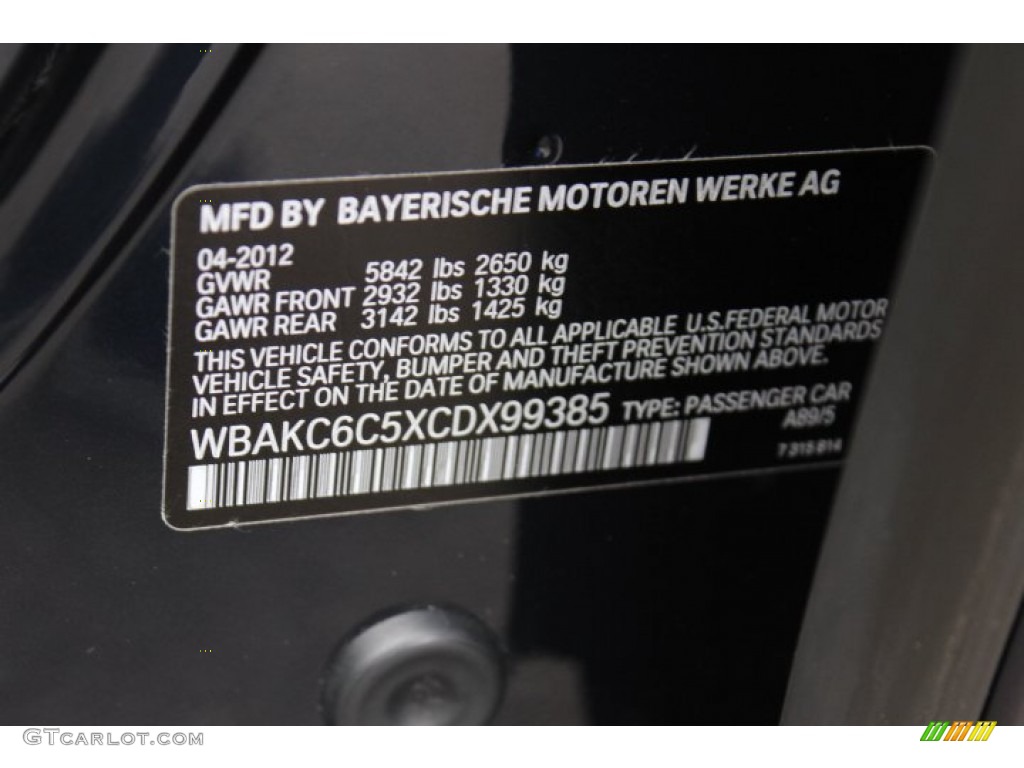 MFD BY BAYERISCHE MOTOREN WERKE AG
04-2012
GVWR 5842 lbs 2650 kg
GAWR FRONT 2932 lbs 1330 kg
GAWR REAR 3142 lbs 1425 kg
THIS VEHICLE CONFORMS TO ALL APPLICABLE U.S.FEDERAL MOTOR
VEHICLE SAFETY, BUMPER AND THEFT PREVENTION STANDARDS
IN EFFECT ON THE DATE OF MANUFACTURE SHOWN ABOVE.
WBAKC6C5XCDX99385 TYPE: PASSENGER CAR
A89/5
7 315 814
GTCARLOT.COM